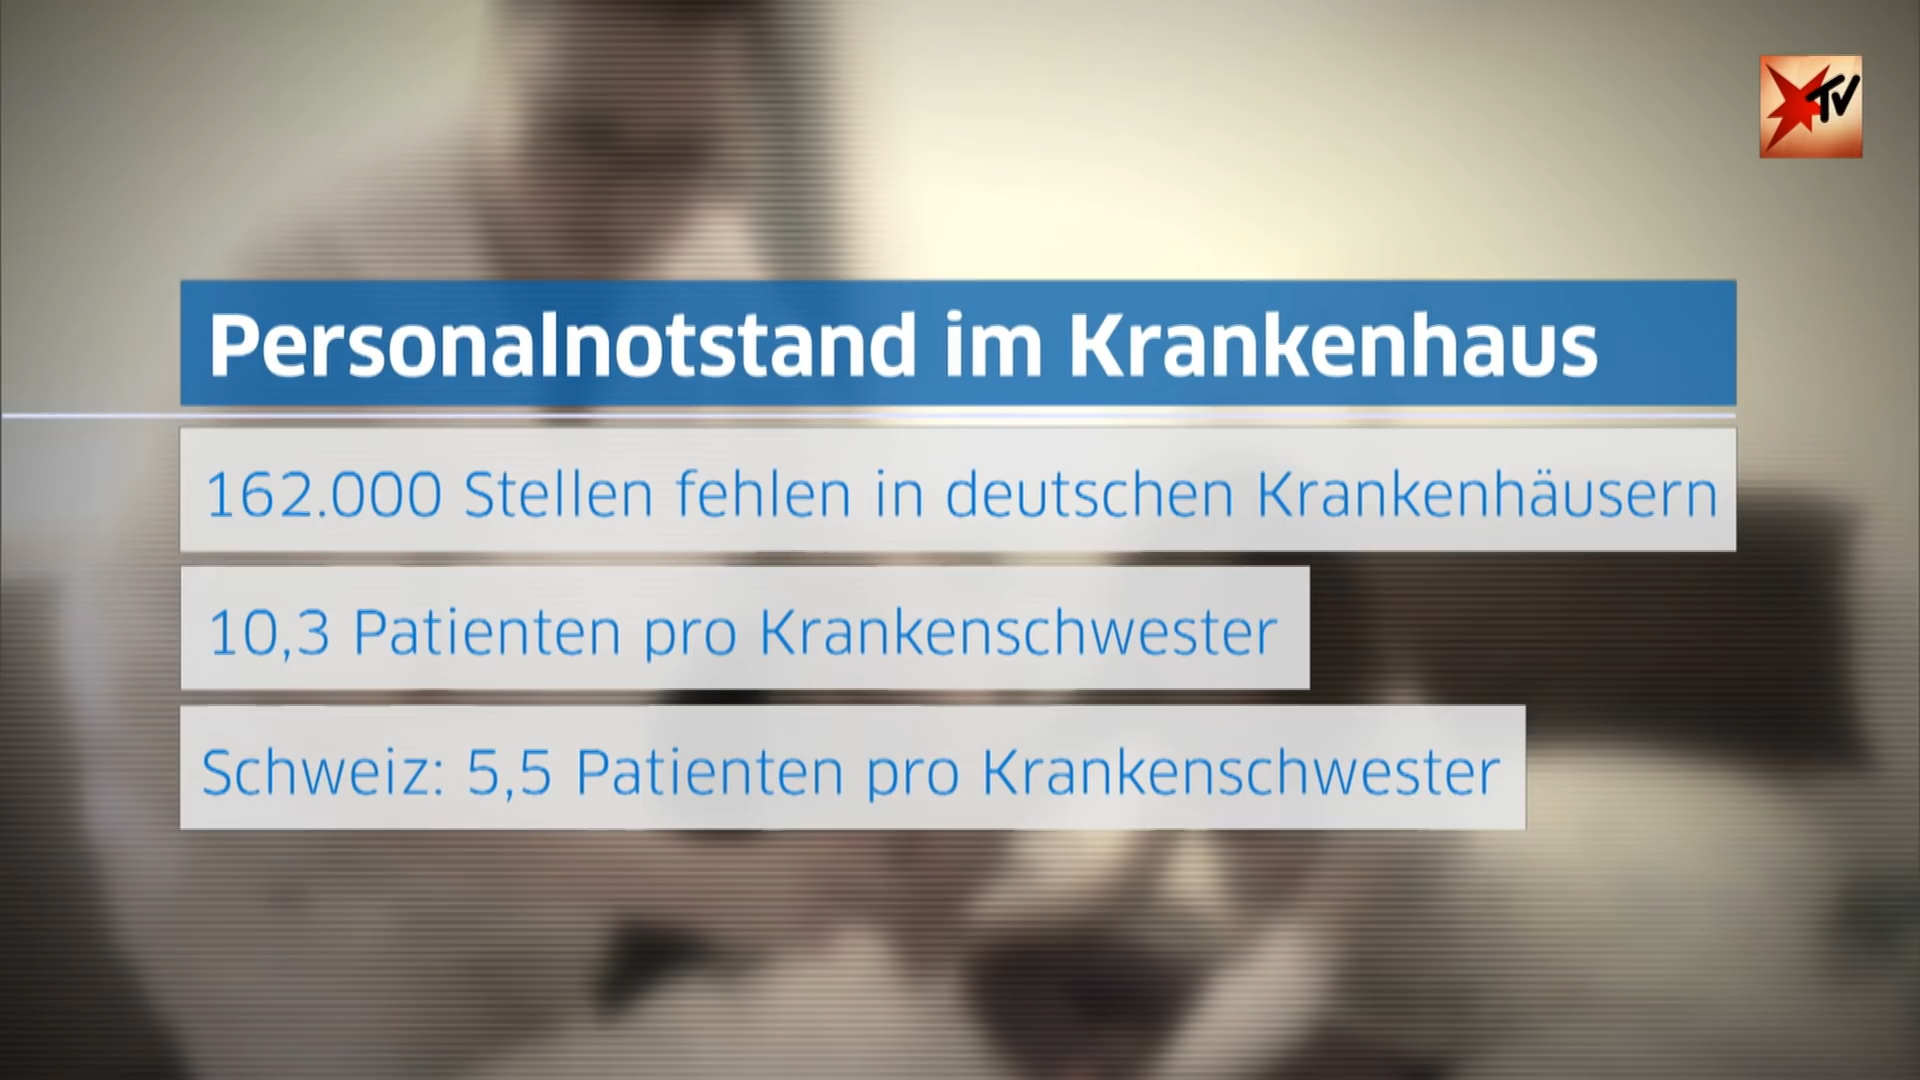 TV
Personalnotstand im Krankenhaus
162.000 Stellen fehlen in deutschen Krankenhäusern
10,3 Patienten pro Krankenschwester
Schweiz: 5,5 Patienten pro Krankenschwester